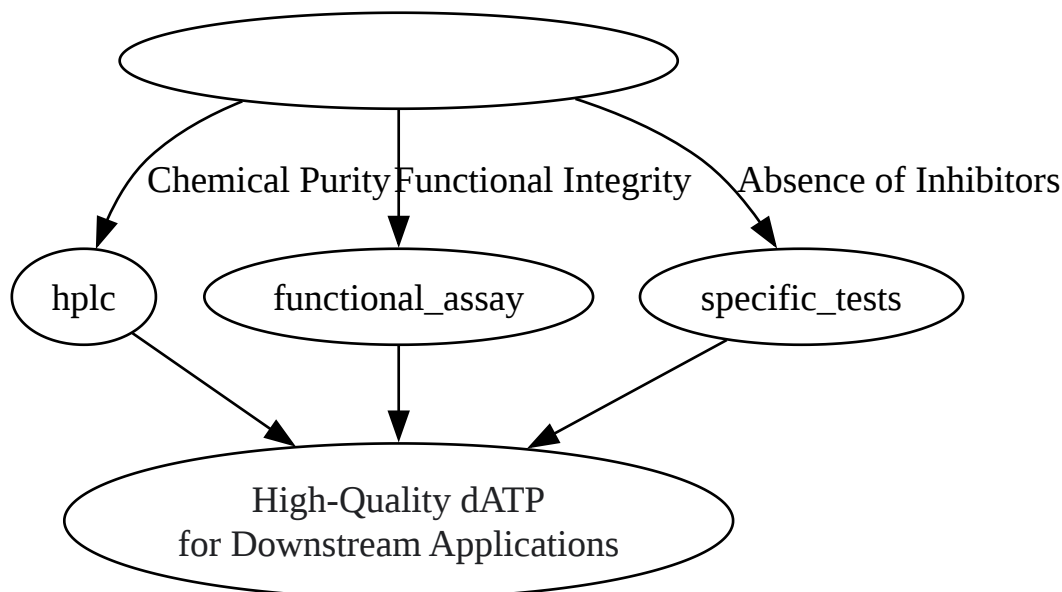 Chemical Purity
Functional Integrity
Absence of Inhibitors
hplc
functional_assay
specific_tests
High-Quality dATP
for Downstream Applications